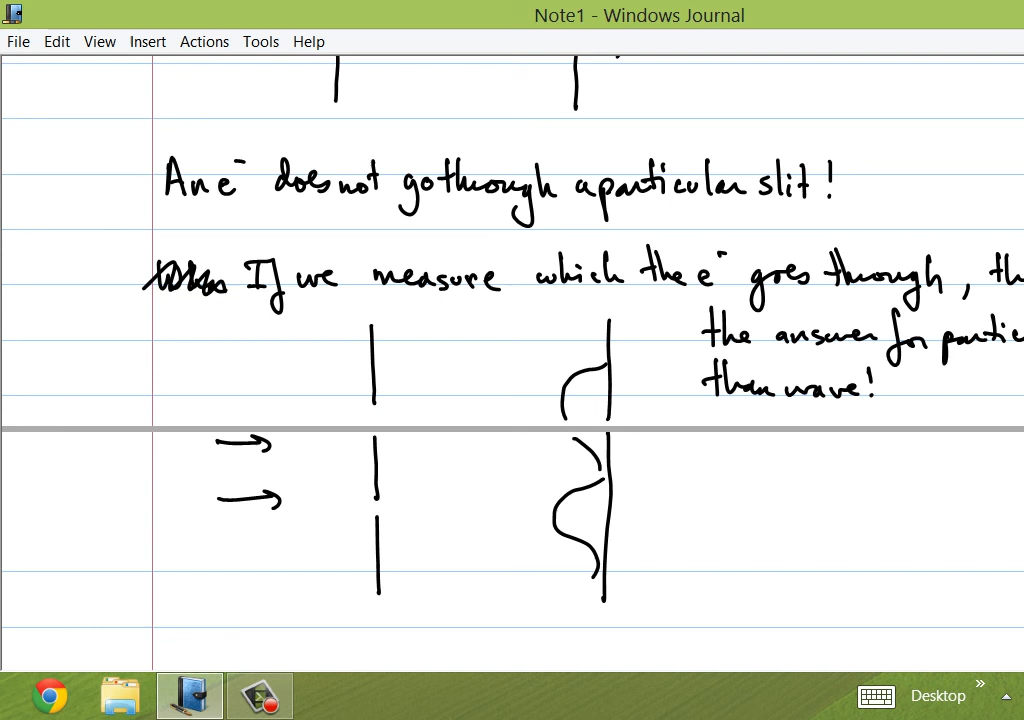 Note1 - Windows Journal
File Edit View Insert Actions Tools Help
An e⁻ does not go through a particular slit!
If we measure which the e⁻ goes through, th
the answer for partic
than wave!
Desktop